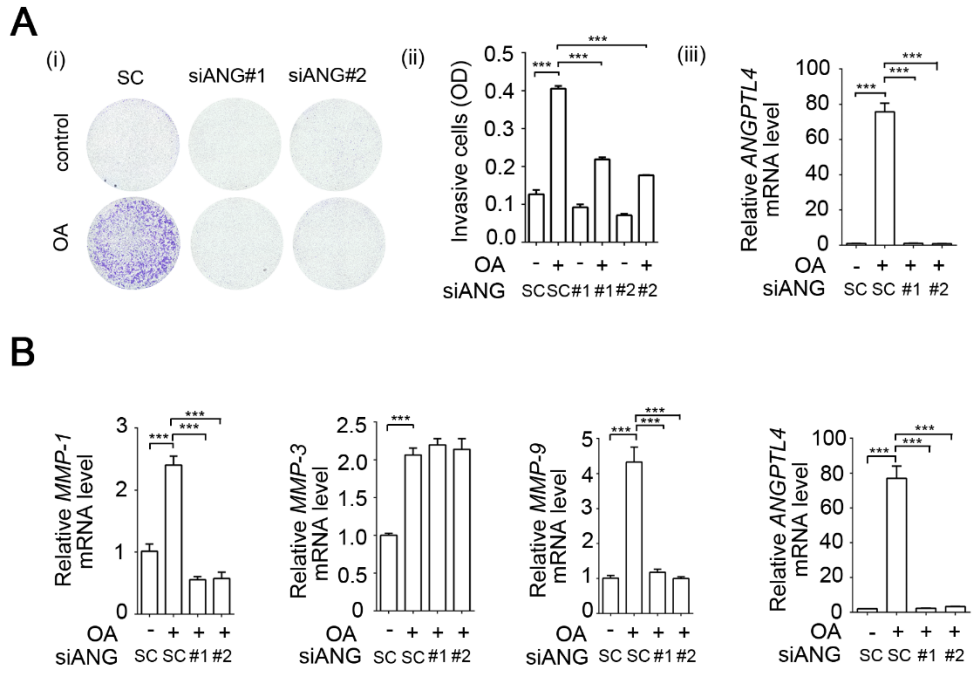 A
(i)
SC siANG#1 siANG#2
control
OA
(ii)
Invasive cells (OD)
0.5
0.4
0.3
0.2
0.1
0.0
*** *** ***
OA - + - + - +
siANG SC SC #1 #1 #2 #2
(iii)
Relative ANGPTL4
mRNA level
100
80
60
40
20
0
*** *** ***
OA - + + +
siANG SC SC #1 #2
B
Relative MMP-1
mRNA level
3
2
1
0
*** *** ***
OA - + + +
siANG SC SC #1 #2
Relative MMP-3
mRNA level
2.5
2.0
1.5
1.0
0.5
0.0
***
OA - + + +
siANG SC SC #1 #2
Relative MMP-9
mRNA level
5
4
3
2
1
0
*** *** ***
OA - + + +
siANG SC SC #1 #2
Relative ANGPTL4
mRNA level
100
80
60
40
20
0
*** *** ***
OA - + + +
siANG SC SC #1 #2